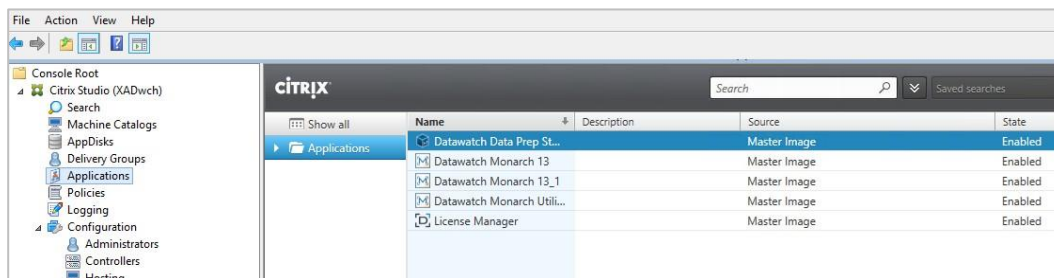 File Action View Help
Console Root
Citrix Studio (XADwch)
Search
Machine Catalogs
AppDisks
Delivery Groups
Applications
Policies
Logging
Configuration
Administrators
Controllers
Hosting
CITRIX
Search
Saved searches
Show all
Applications
Name Description Source State
Datawatch Data Prep St... Master Image Enabled
Datawatch Monarch 13 Master Image Enabled
Datawatch Monarch 13_1 Master Image Enabled
Datawatch Monarch Utili... Master Image Enabled
License Manager Master Image Enabled